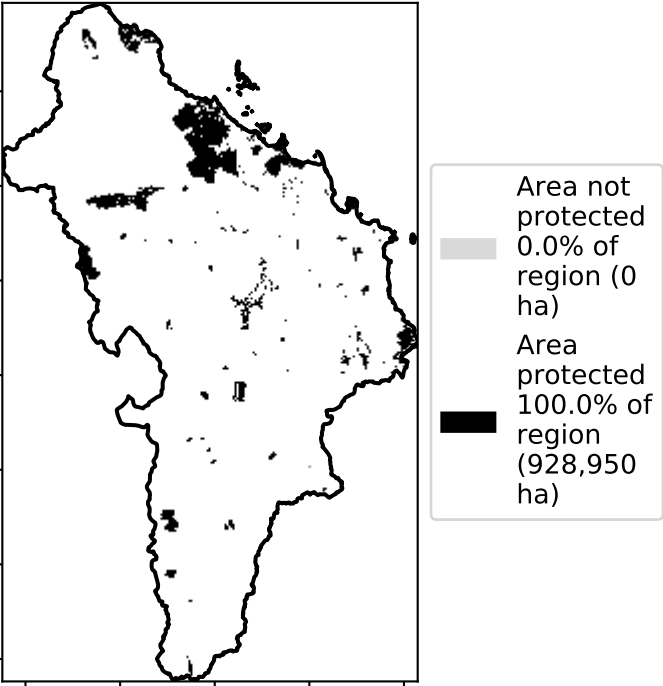 Area not
protected
0.0% of
region (0
ha)
Area
protected
100.0% of
region
(928,950
ha)